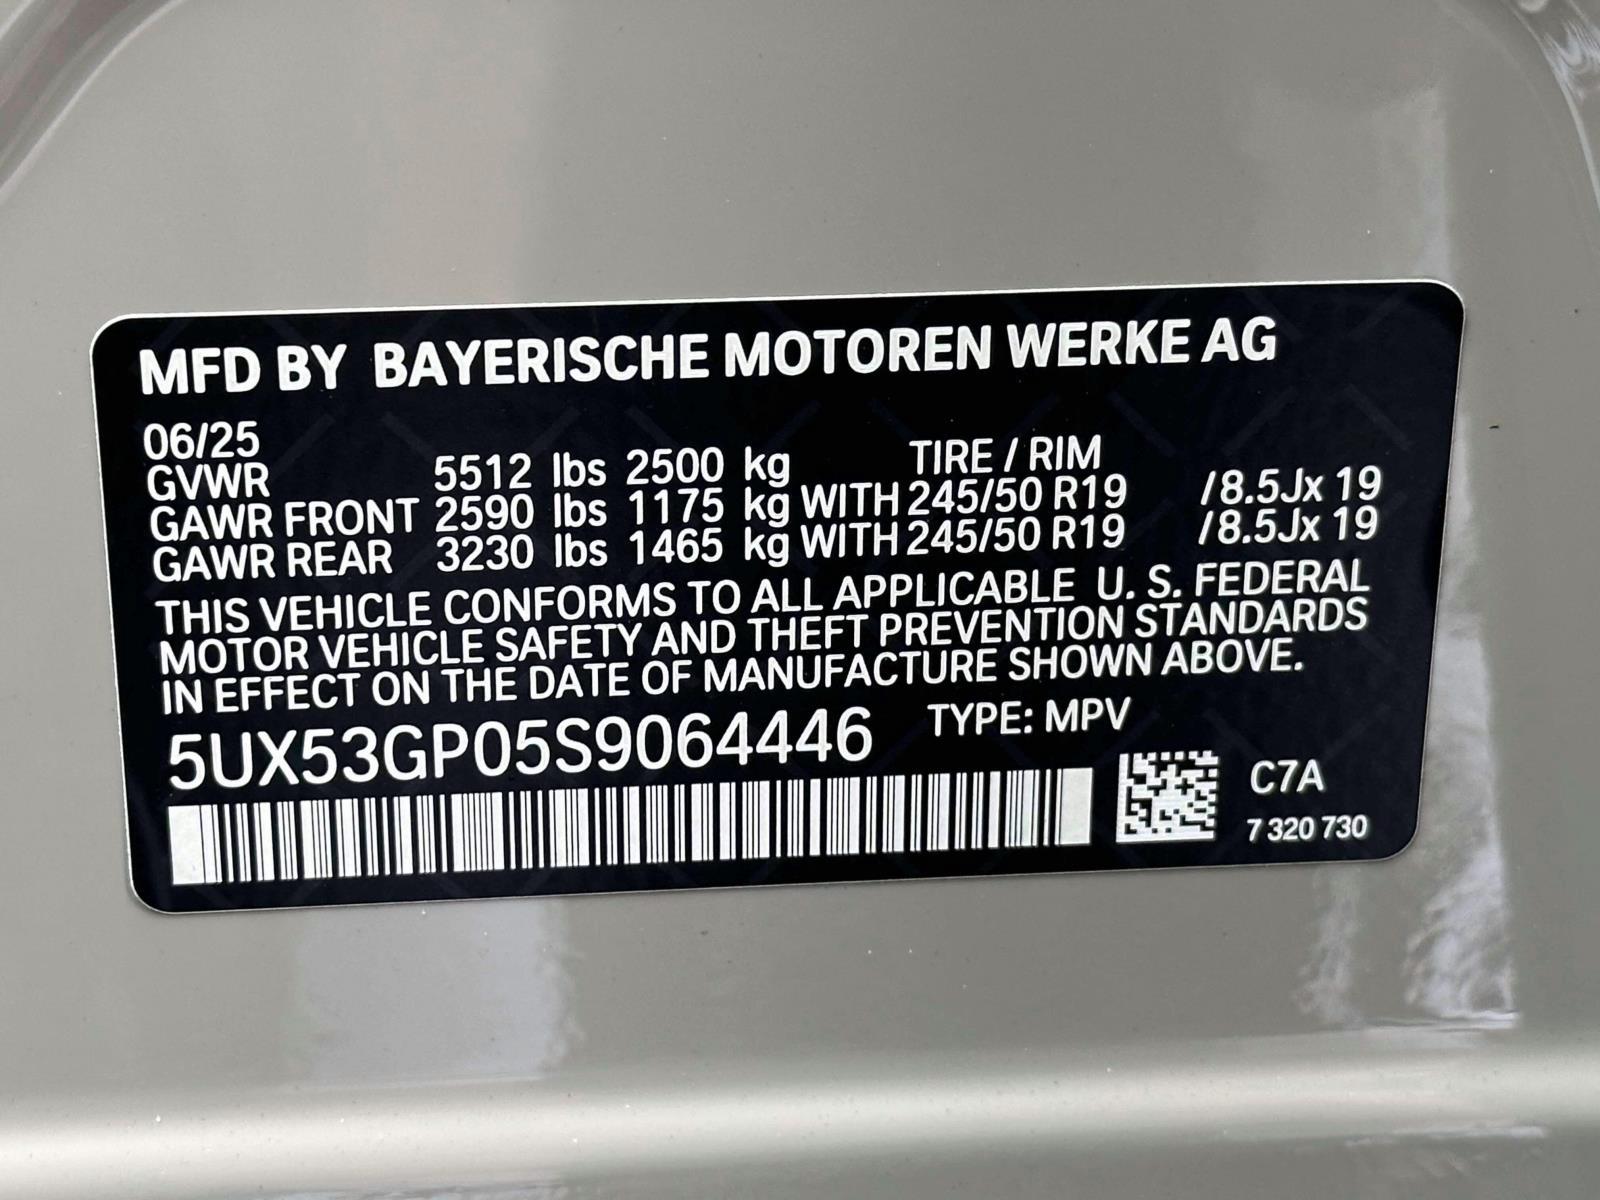 MFD BY BAYERISCHE MOTOREN WERKE AG
06/25 TIRE / RIM
GVWR 5512 lbs 2500 kg
GAWR FRONT 2590 lbs 1175 kg WITH 245/50 R19 /8.5Jx 19
GAWR REAR 3230 lbs 1465 kg WITH 245/50 R19 /8.5Jx 19
THIS VEHICLE CONFORMS TO ALL APPLICABLE U. S. FEDERAL
MOTOR VEHICLE SAFETY AND THEFT PREVENTION STANDARDS
IN EFFECT ON THE DATE OF MANUFACTURE SHOWN ABOVE.
5UX53GP05S9064446 TYPE: MPV
C7A
7 320 730